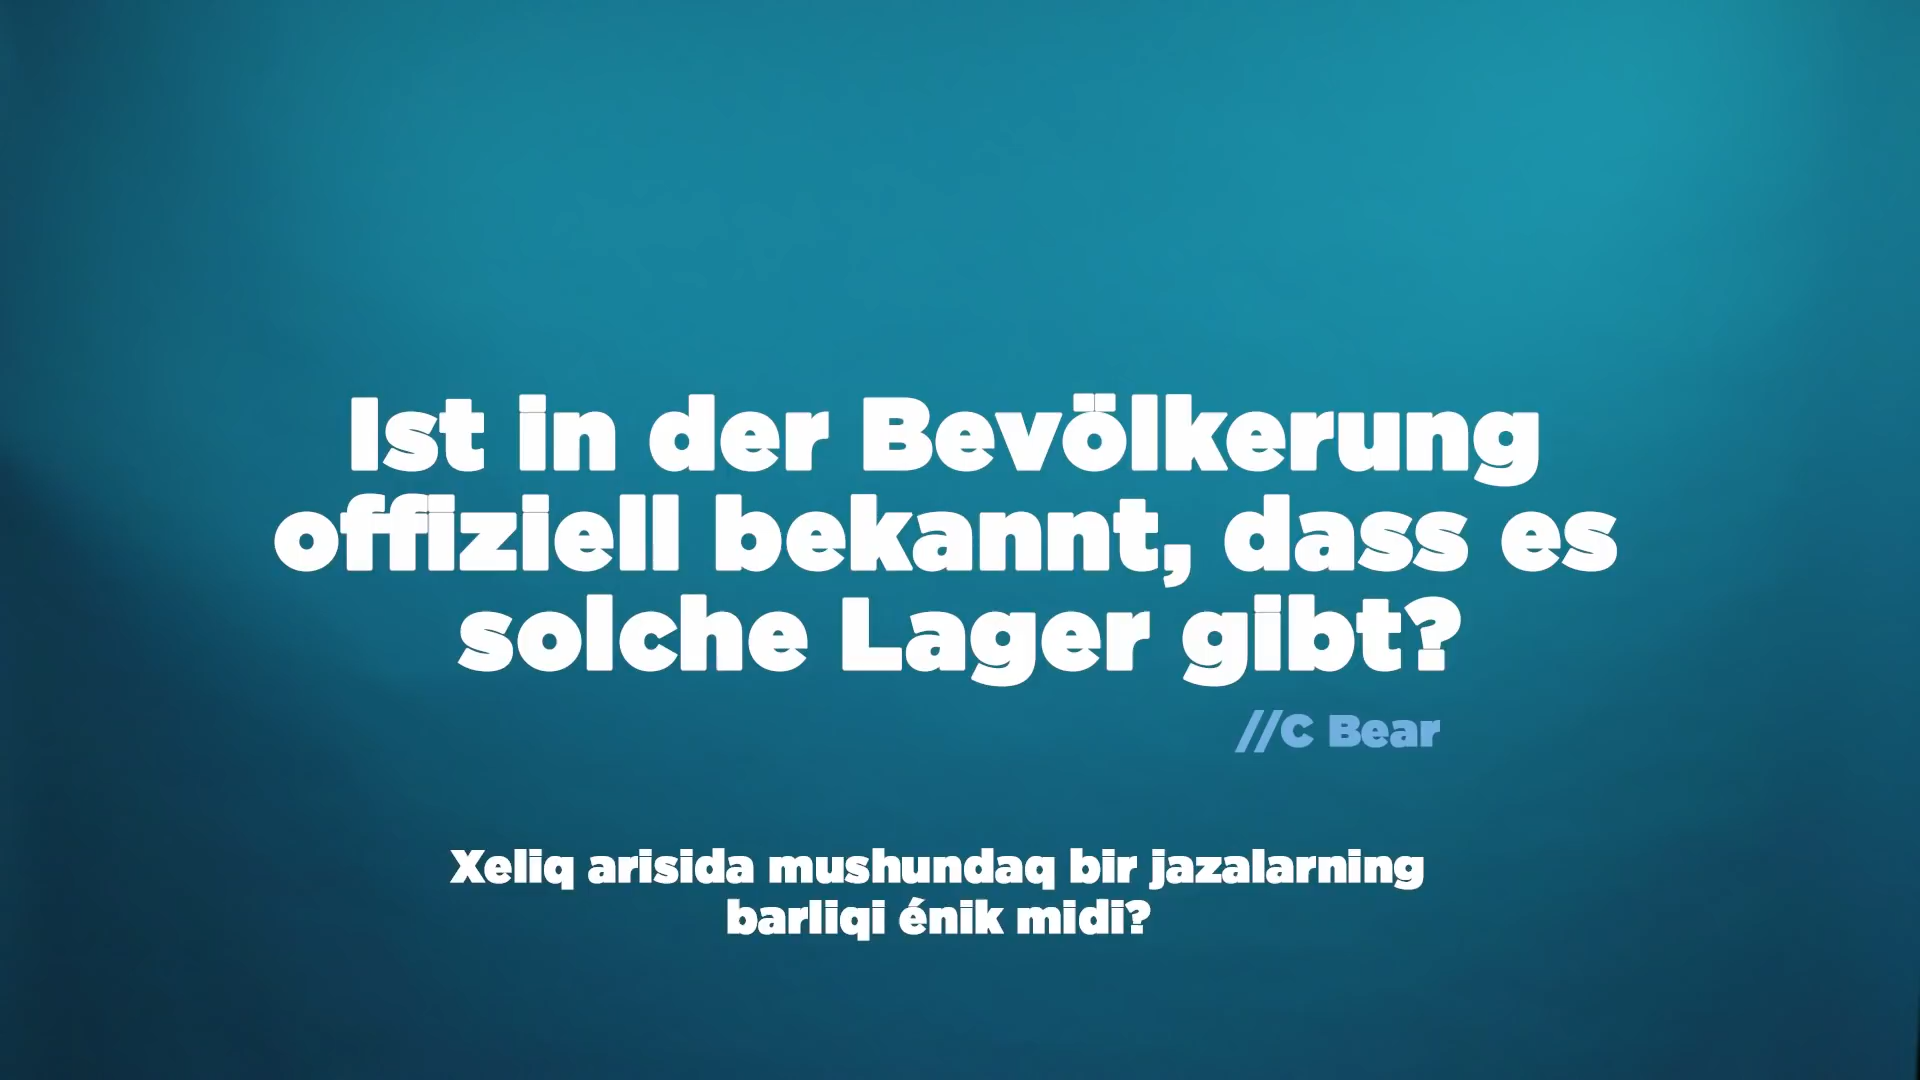 Ist in der Bevölkerung
offiziell bekannt, dass es
solche Lager gibt?
//C Bear
Xeliq arisida mushundaq bir jazalarning
barliqi énik midi?